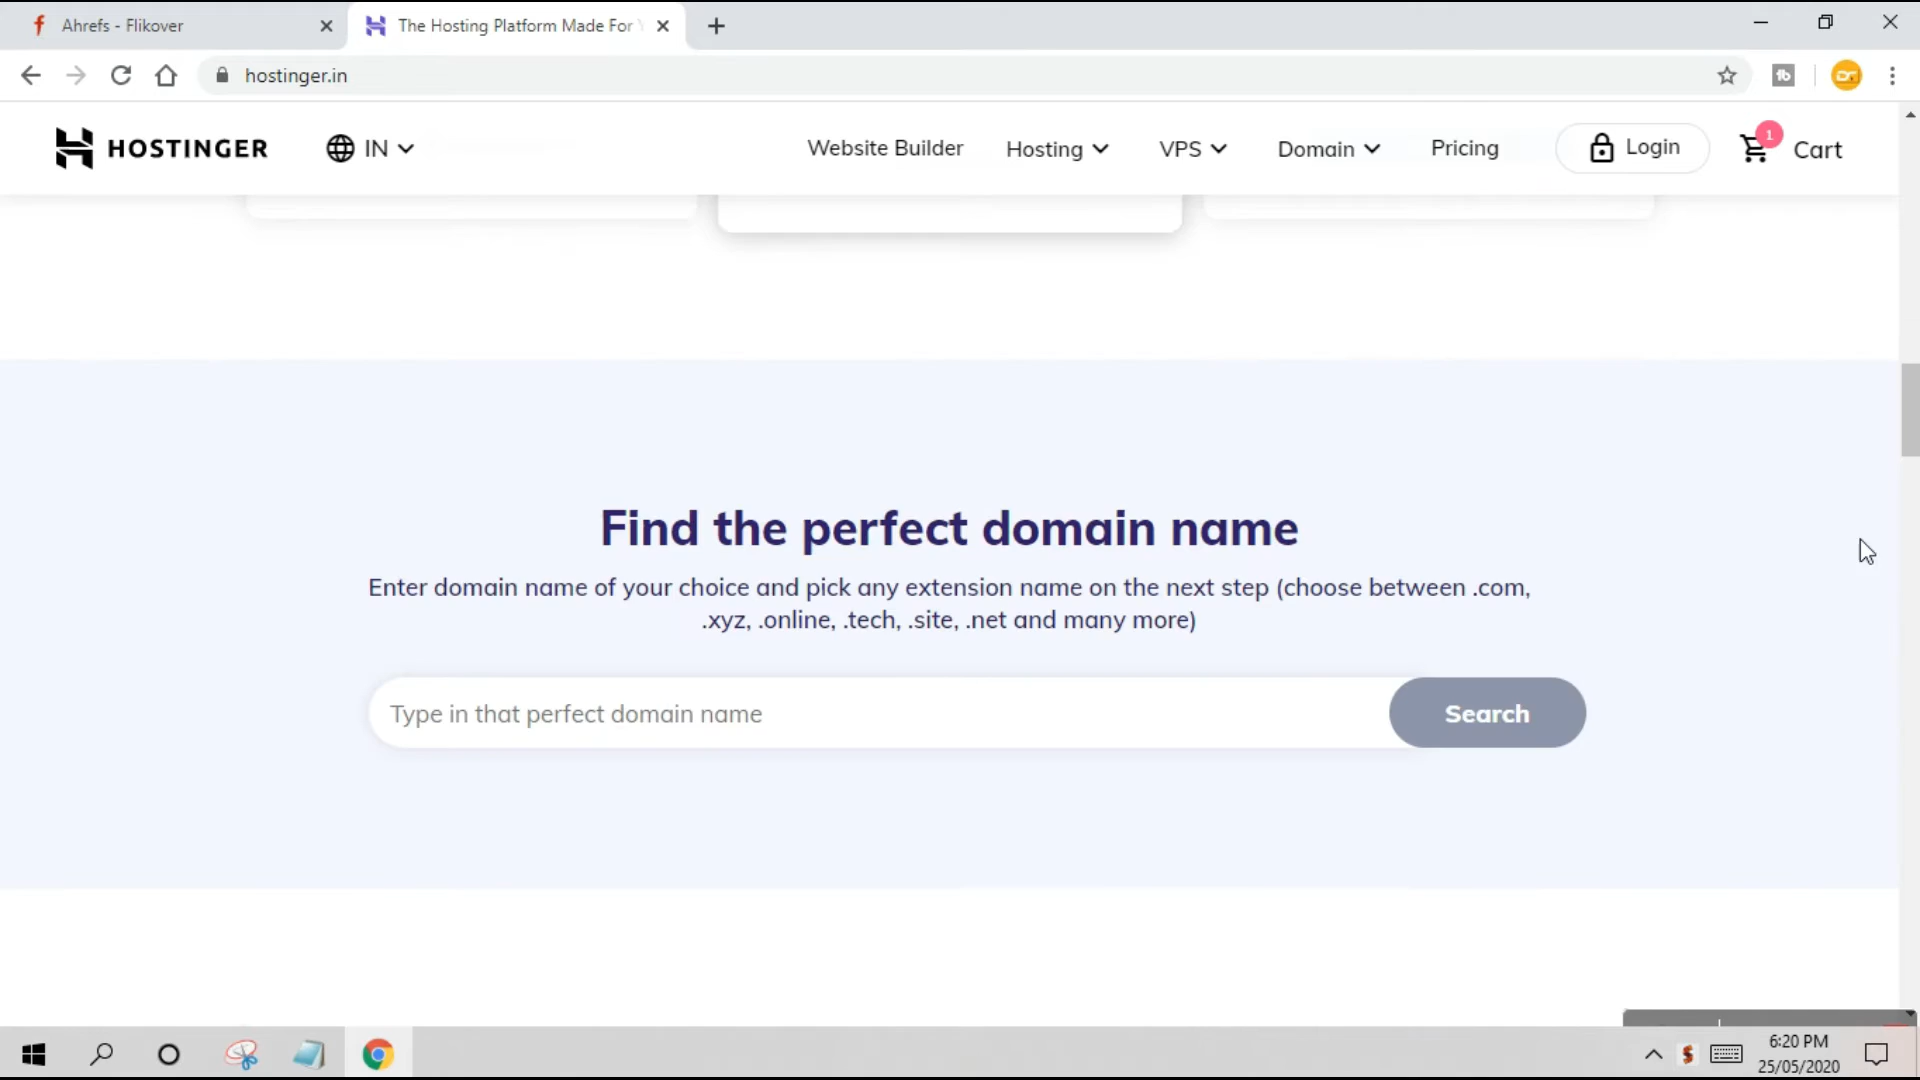 Ahrefs - Flikover
The Hosting Platform Made For Y
hostinger.in
HOSTINGER
IN
Website Builder
Hosting
VPS
Domain
Pricing
Login
1
Cart
Find the perfect domain name
Enter domain name of your choice and pick any extension name on the next step (choose between .com,
.xyz, .online, .tech, .site, .net and many more)
Type in that perfect domain name
Search
6:20 PM
25/05/2020